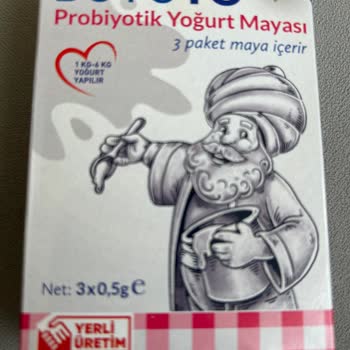 Probiyotik Yoğurt Mayası
3 paket maya içerir
1 KG-6 KG
YOĞURT
YAPILIR
Net: 3x0,5g e
YERLİ
ÜRETİM